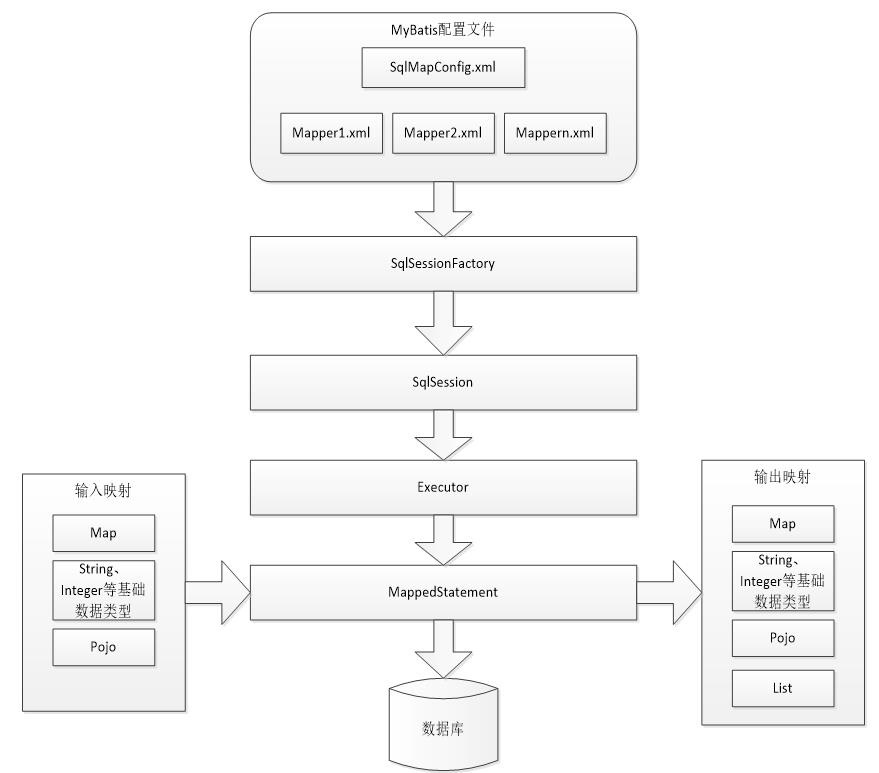 MyBatis配置文件
SqlMapConfig.xml
Mapper1.xml
Mapper2.xml
Mappern.xml
SqlSessionFactory
SqlSession
Executor
输入映射
Map
String、
Integer等基础
数据类型
Pojo
MappedStatement
输出映射
Map
String、
Integer等基础
数据类型
Pojo
List
数据库